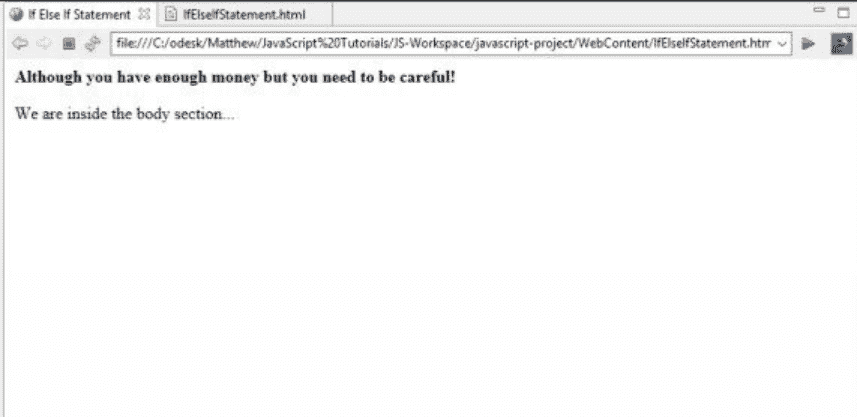 If Else If Statement IfElseIfStatement.html
file:///C:/odesk/Matthew/JavaScript%20Tutorials/JS-Workspace/javascript-project/WebContent/IfElseIfStatement.htm
Although you have enough money but you need to be careful!
We are inside the body section...